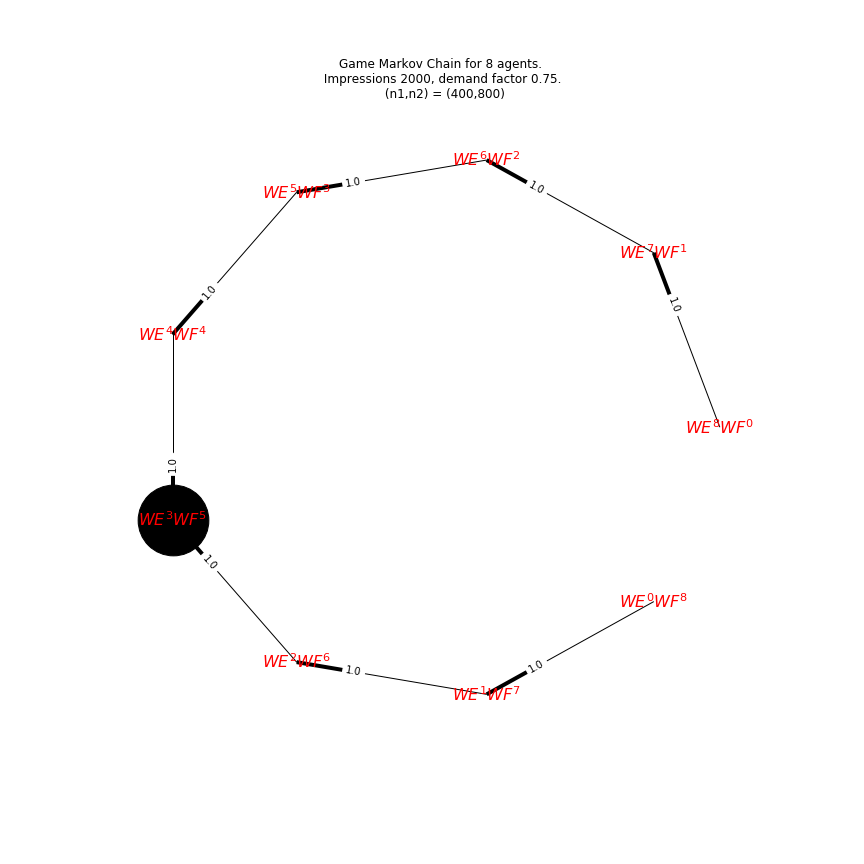 Game Markov Chain for 8 agents.
Impressions 2000, demand factor 0.75.
(n1,n2) = (400,800)
WE^6WF^2
1.0
1.0
WE^5WF^3
WE^7WF^1
1.0
1.0
WE^4WF^4
WE^8WF^0
1.0
WE^3WF^5
1.0
WE^0WF^8
WE^2WF^6
1.0
1.0
WE^1WF^7